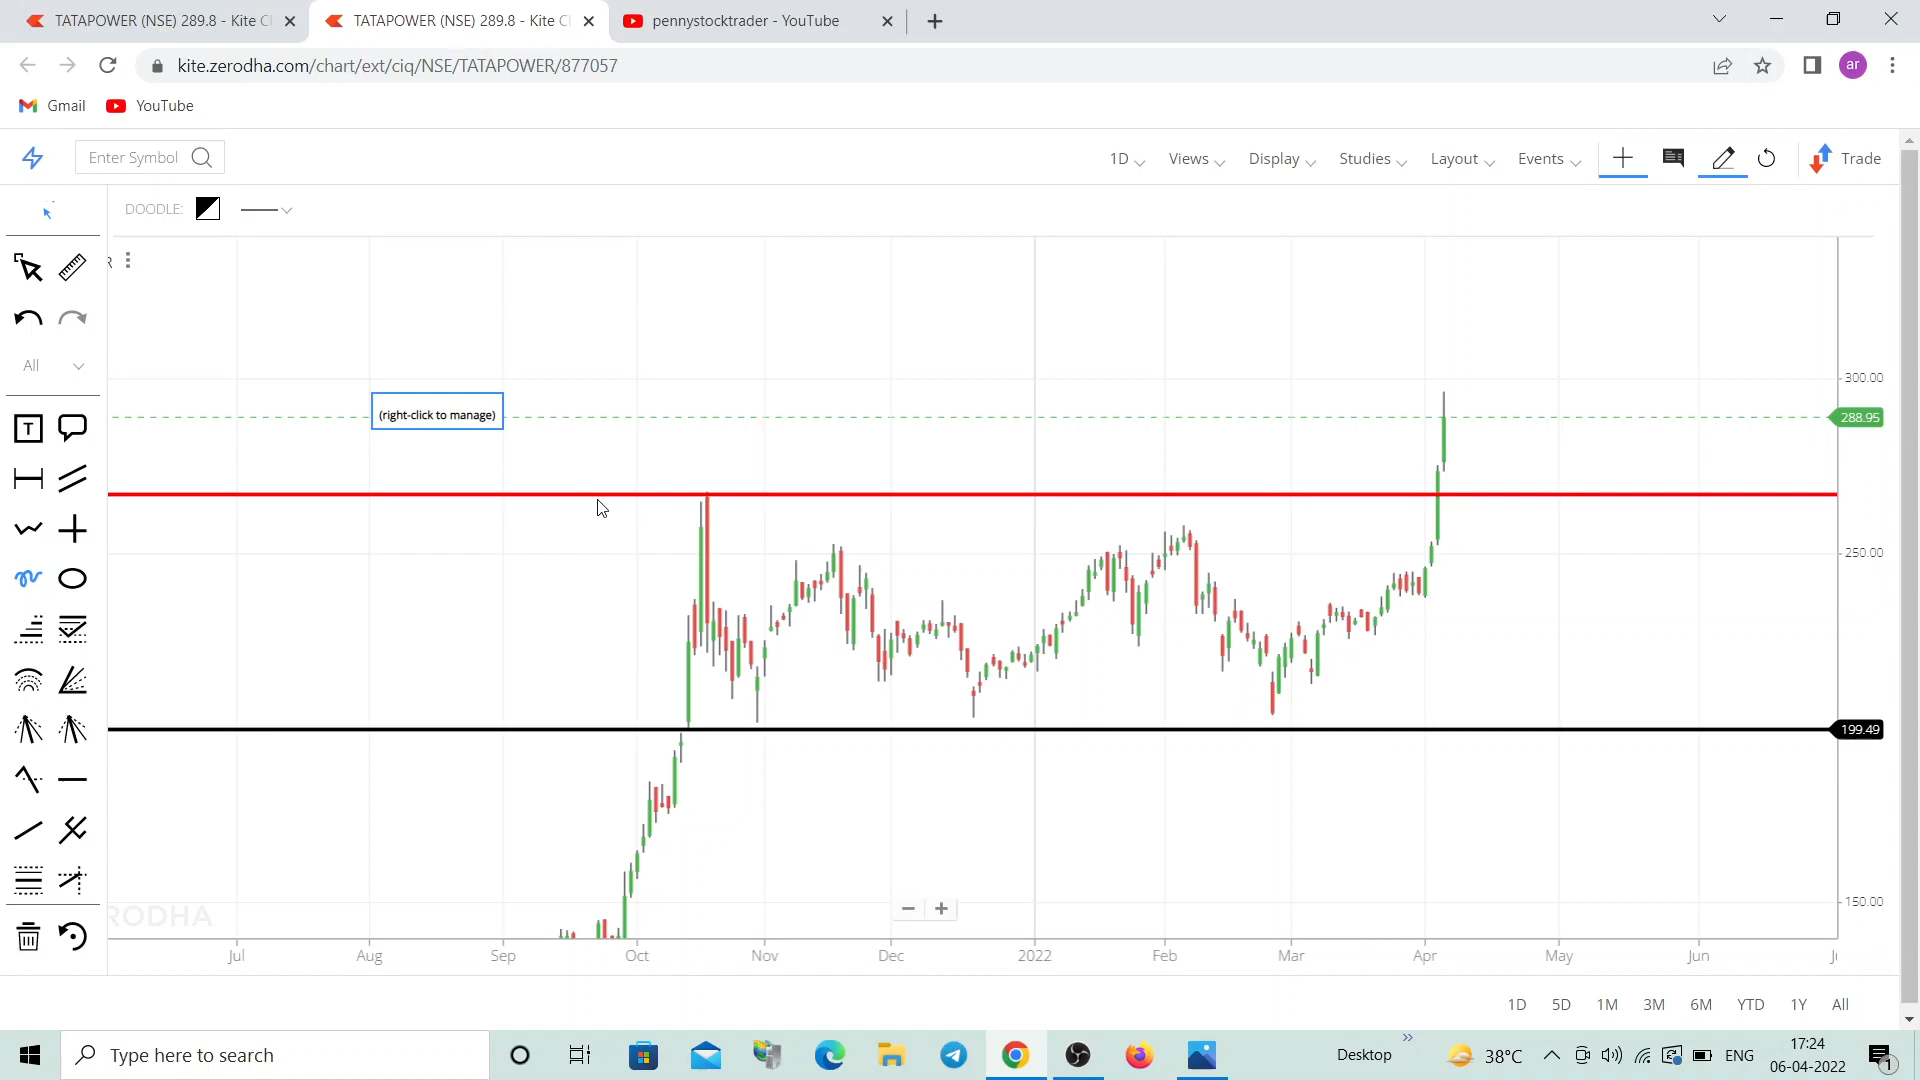 TATAPOWER (NSE) 289.8 - Kite C
TATAPOWER (NSE) 289.8 - Kite C
pennystocktrader - YouTube
kite.zerodha.com/chart/ext/ciq/NSE/TATAPOWER/877057
ar
Gmail
YouTube
Enter Symbol
1D
Views
Display
Studies
Layout
Events
Trade
DOODLE:
R
All
T
(right-click to manage)
300.00
288.95
250.00
199.49
150.00
RODHA
Jul
Aug
Sep
Oct
Nov
Dec
2022
Feb
Mar
Apr
May
Jun
1D
5D
1M
3M
6M
YTD
1Y
All
Type here to search
Desktop
38°C
ENG
17:24
06-04-2022
1